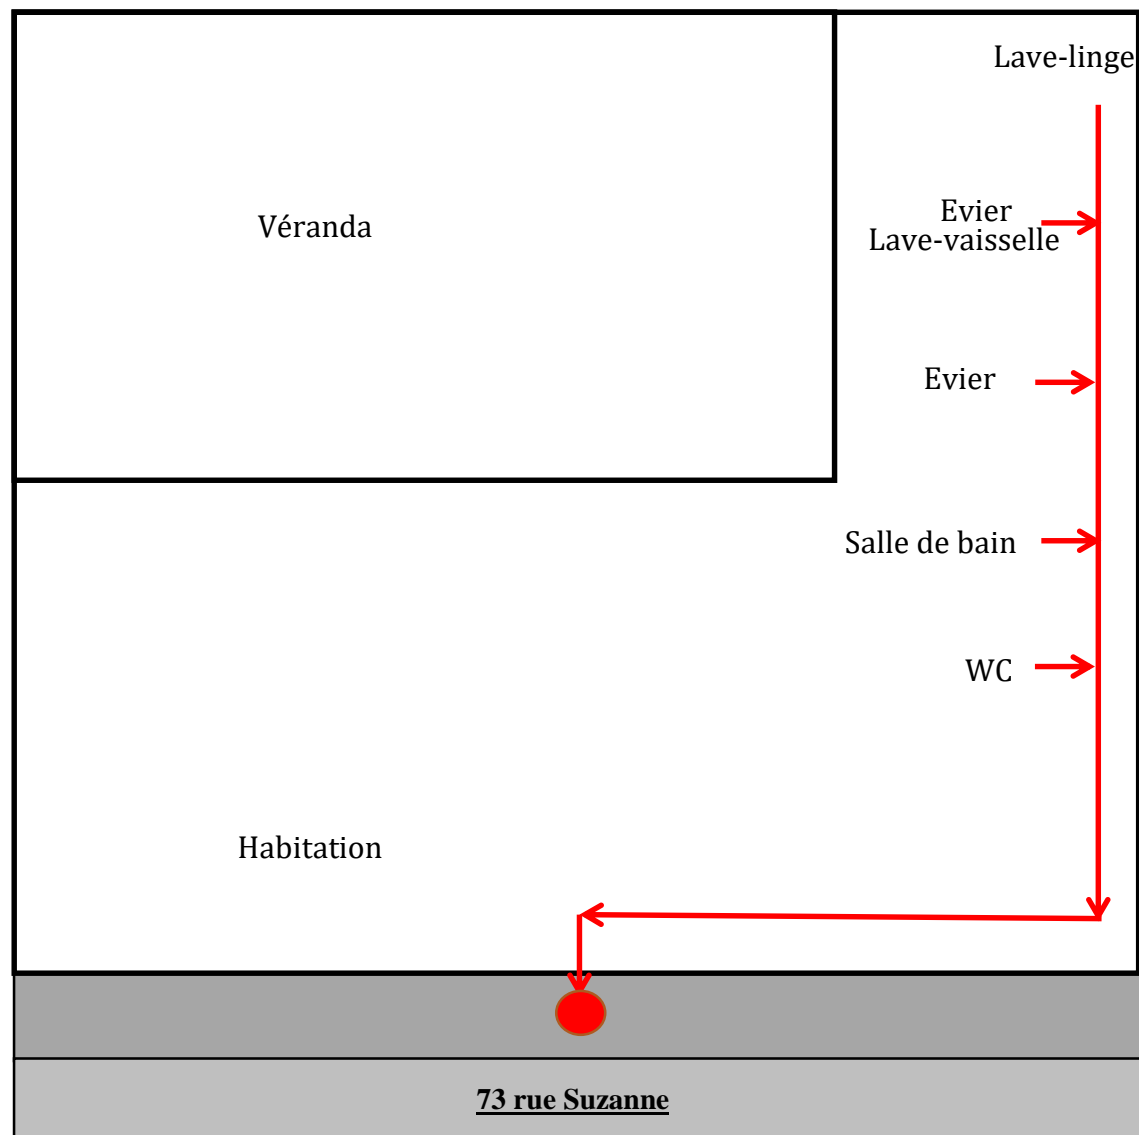 Lave-linge
Véranda
Evier
Lave-vaisselle
Evier
Salle de bain
WC
Habitation
73 rue Suzanne